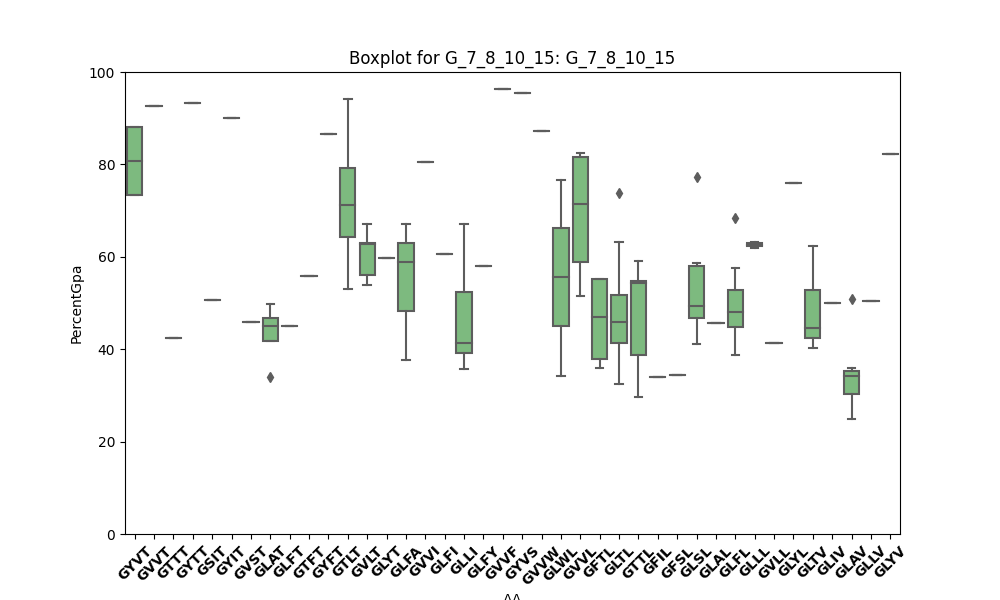 Boxplot for G_7_8_10_15: G_7_8_10_15
PercentGpa
100
80
60
40
20
0
GYVT
GVVT
GTTT
GYTT
GSIT
GYIT
GVST
GLAT
GLFT
GTFT
GYFT
GTLT
GVLT
GLYT
GLFA
GVVI
GLFI
GLLI
GLFY
GVVF
GYVS
GVVW
GLWL
GVVL
GFTL
GLTL
GTTL
GFIL
GFSL
GLSL
GLAL
GLFL
GLLL
GVLL
GLYL
GLTV
GLIV
GLAV
GLLV
GLYV
AA